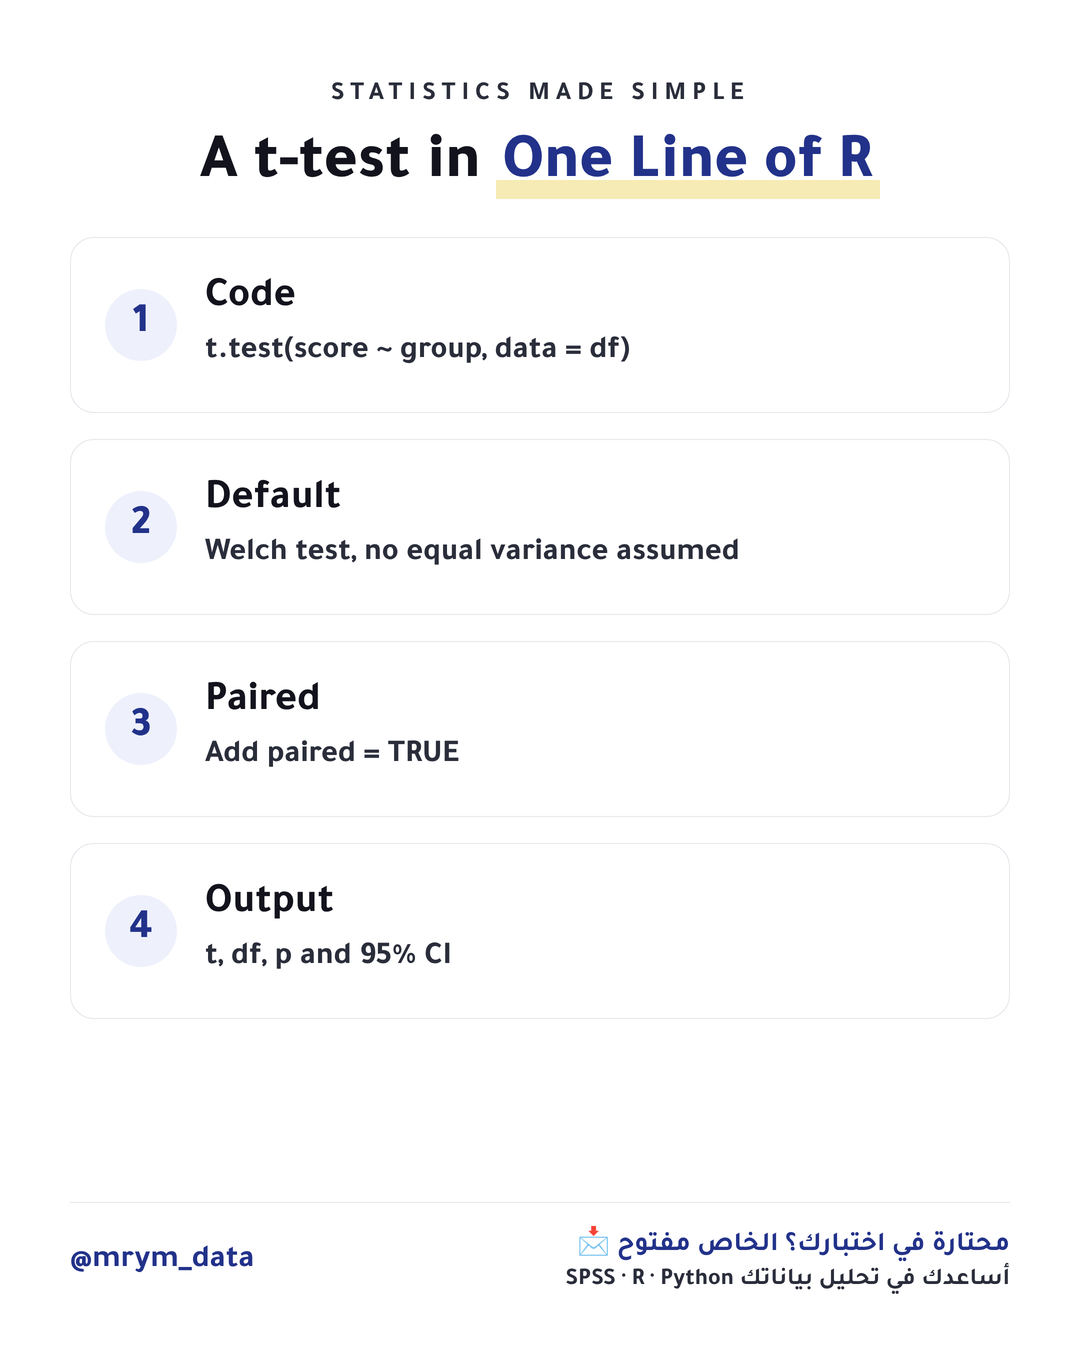 STATISTICS MADE SIMPLE
A t-test in One Line of R
1
Code
t.test(score ~ group, data = df)
2
Default
Welch test, no equal variance assumed
3
Paired
Add paired = TRUE
4
Output
t, df, p and 95% CI
@mrym_data
محتارة في اختبارك؟ الخاص مفتوح 📩
أساعدك في تحليل بياناتك SPSS · R · Python